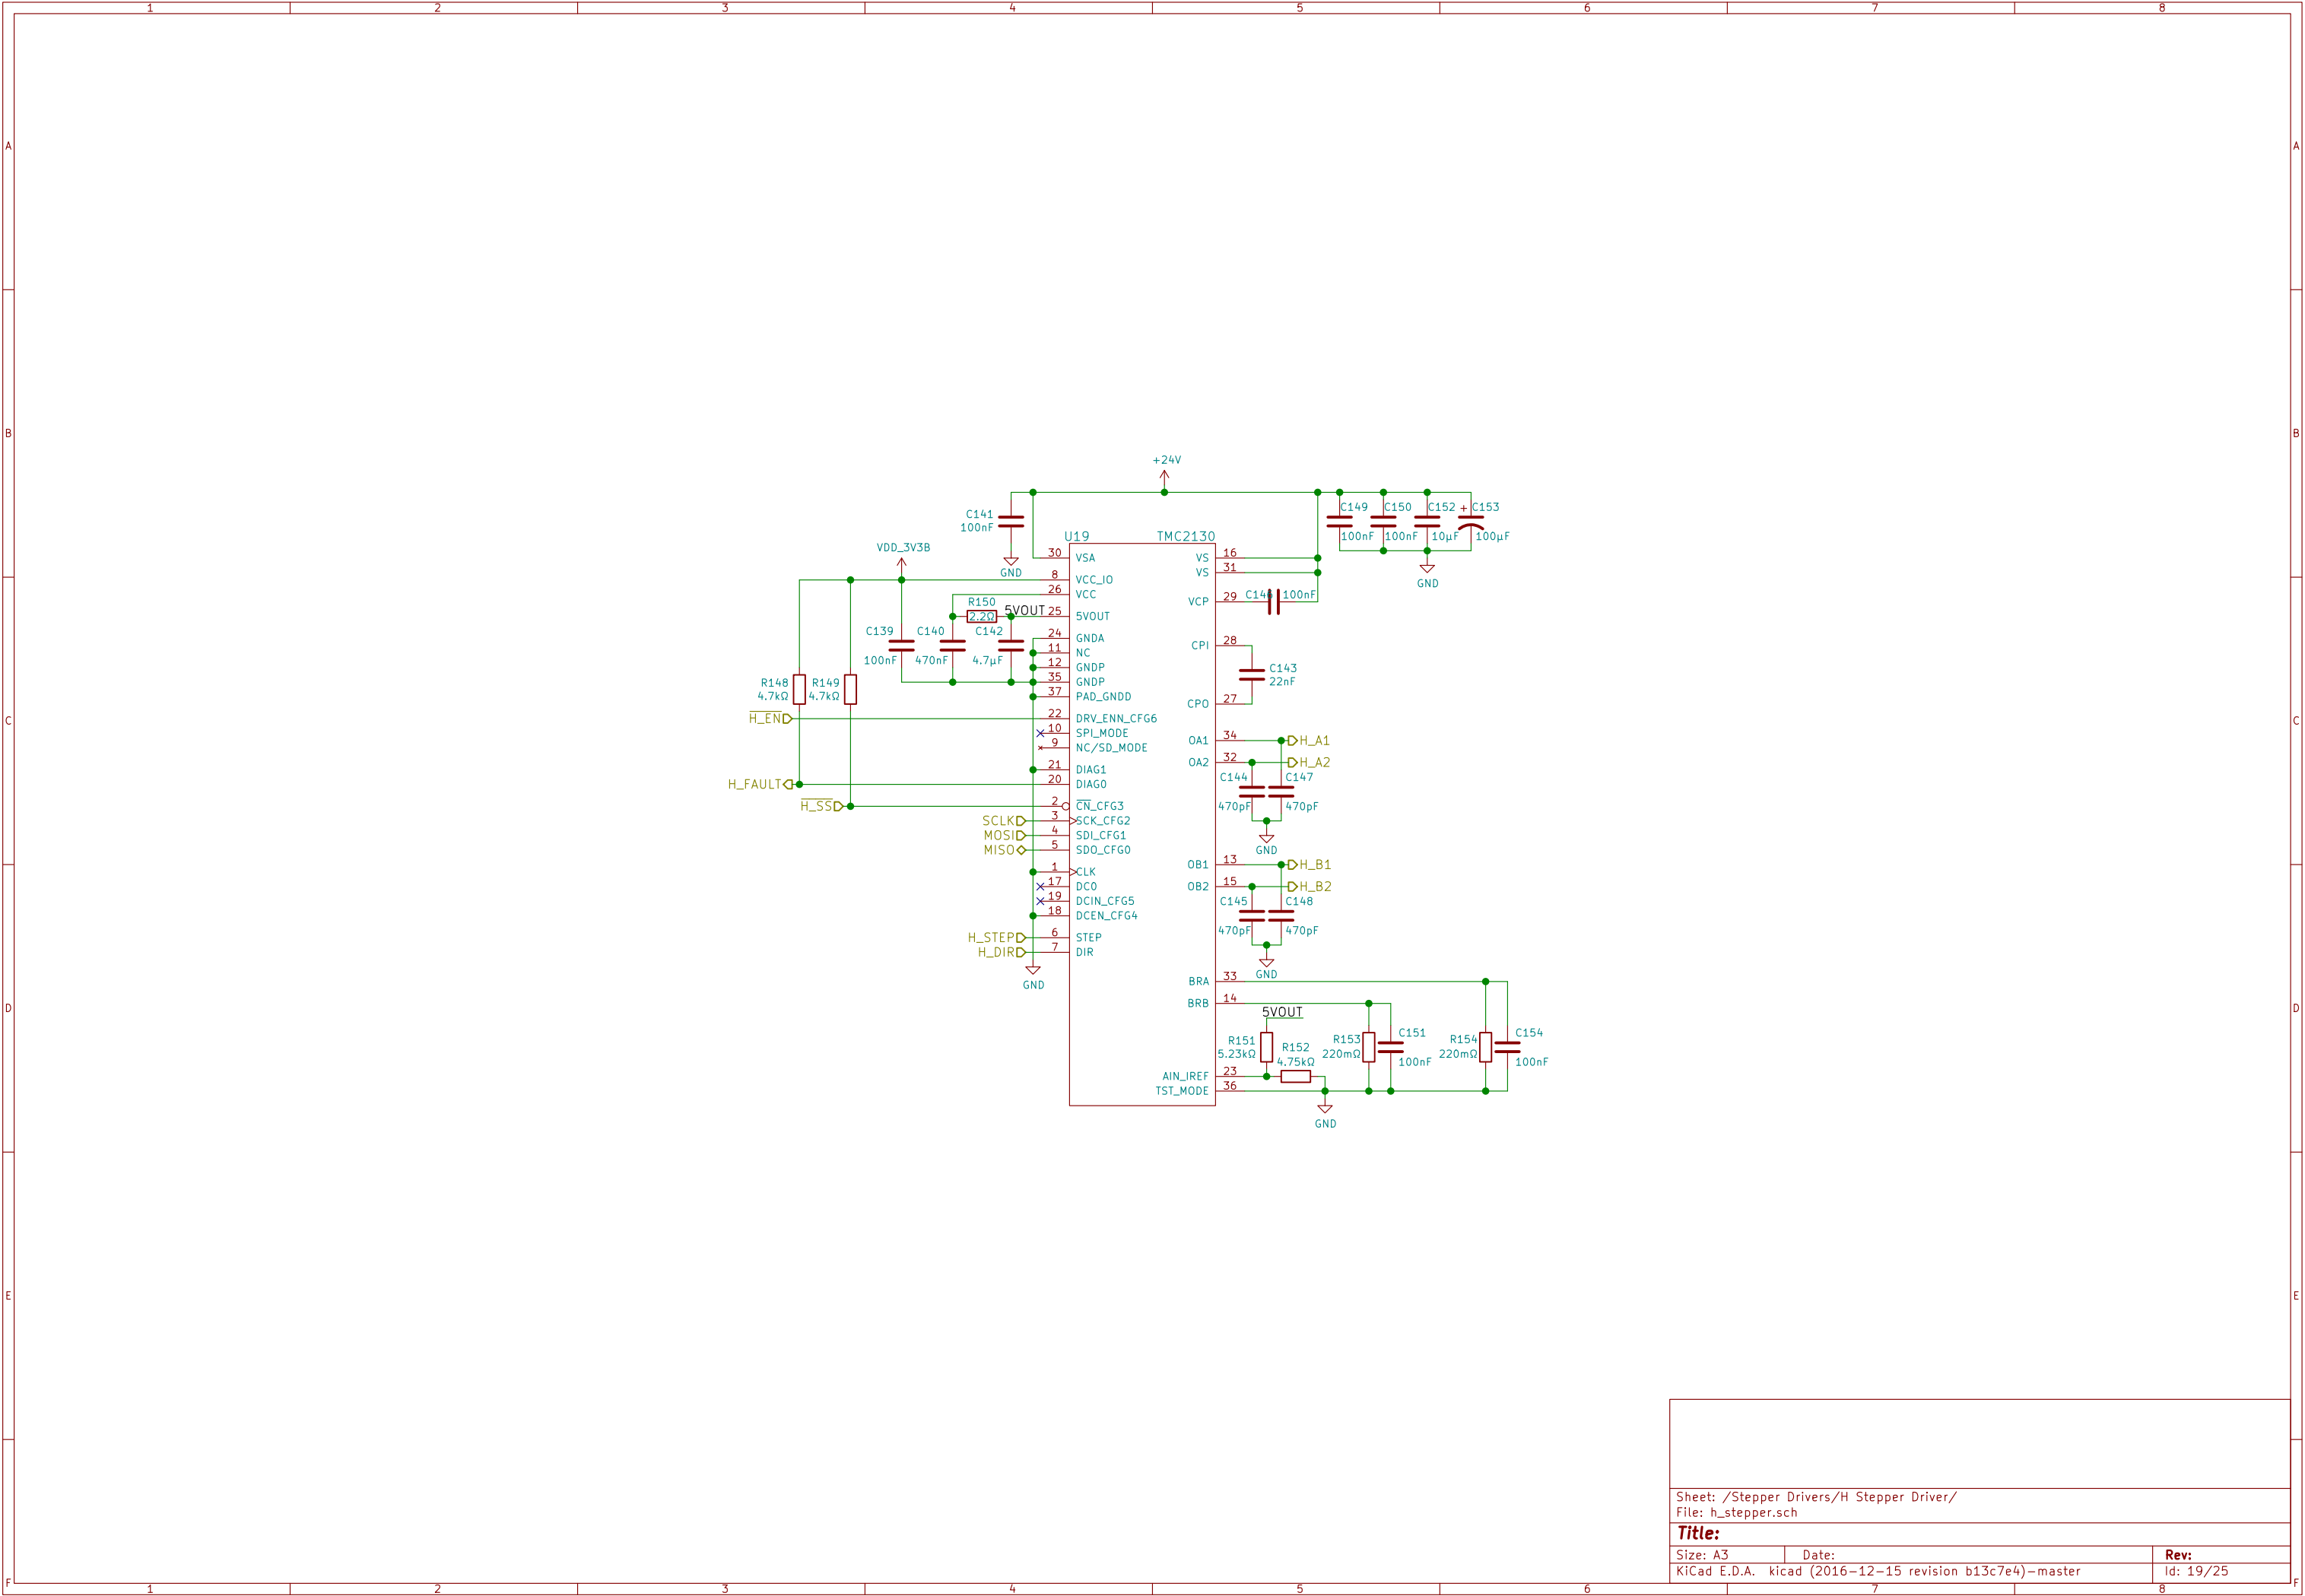 1 2 3 4 5 6 7 8
A A
B B
C C
D D
E E
F F
1 2 3 4 5 6 7 8
+24V
C141
100nF
GND
C149
100nF
C150
100nF
C152
10µF
+ C153
100µF
GND
U19 TMC2130
VDD_3V3B
30 VSA
8 VCC_IO
26 VCC
25 5VOUT
24 GNDA
11 NC
12 GNDP
35 GNDP
37 PAD_GNDD
22 DRV_ENN_CFG6
10 SPI_MODE
9 NC/SD_MODE
21 DIAG1
20 DIAG0
2 CN_CFG3
3 SCK_CFG2
4 SDI_CFG1
5 SDO_CFG0
1 CLK
17 DCO
19 DCIN_CFG5
18 DCEN_CFG4
6 STEP
7 DIR
VS 16
VS 31
VCP 29
CPI 28
CPO 27
OA1 34
OA2 32
OB1 13
OB2 15
BRA 33
BRB 14
AIN_IREF 23
TST_MODE 36
R150
2.2Ω
5VOUT
C139
100nF
C140
470nF
C142
4.7µF
R148
4.7kΩ
R149
4.7kΩ
H_EN
H_FAULT
H_SS
SCLK
MOSI
MISO
H_STEP
H_DIR
GND
C146 100nF
C143
22nF
H_A1
H_A2
C144
470pF
C147
470pF
GND
H_B1
H_B2
C145
470pF
C148
470pF
GND
5VOUT
R151
5.23kΩ
R152
4.75kΩ
R153
220mΩ
C151
100nF
R154
220mΩ
C154
100nF
GND
Sheet: /Stepper Drivers/H Stepper Driver/
File: h_stepper.sch
Title:
Size: A3 Date: Rev:
KiCad E.D.A. kicad (2016-12-15 revision b13c7e4)-master Id: 19/25